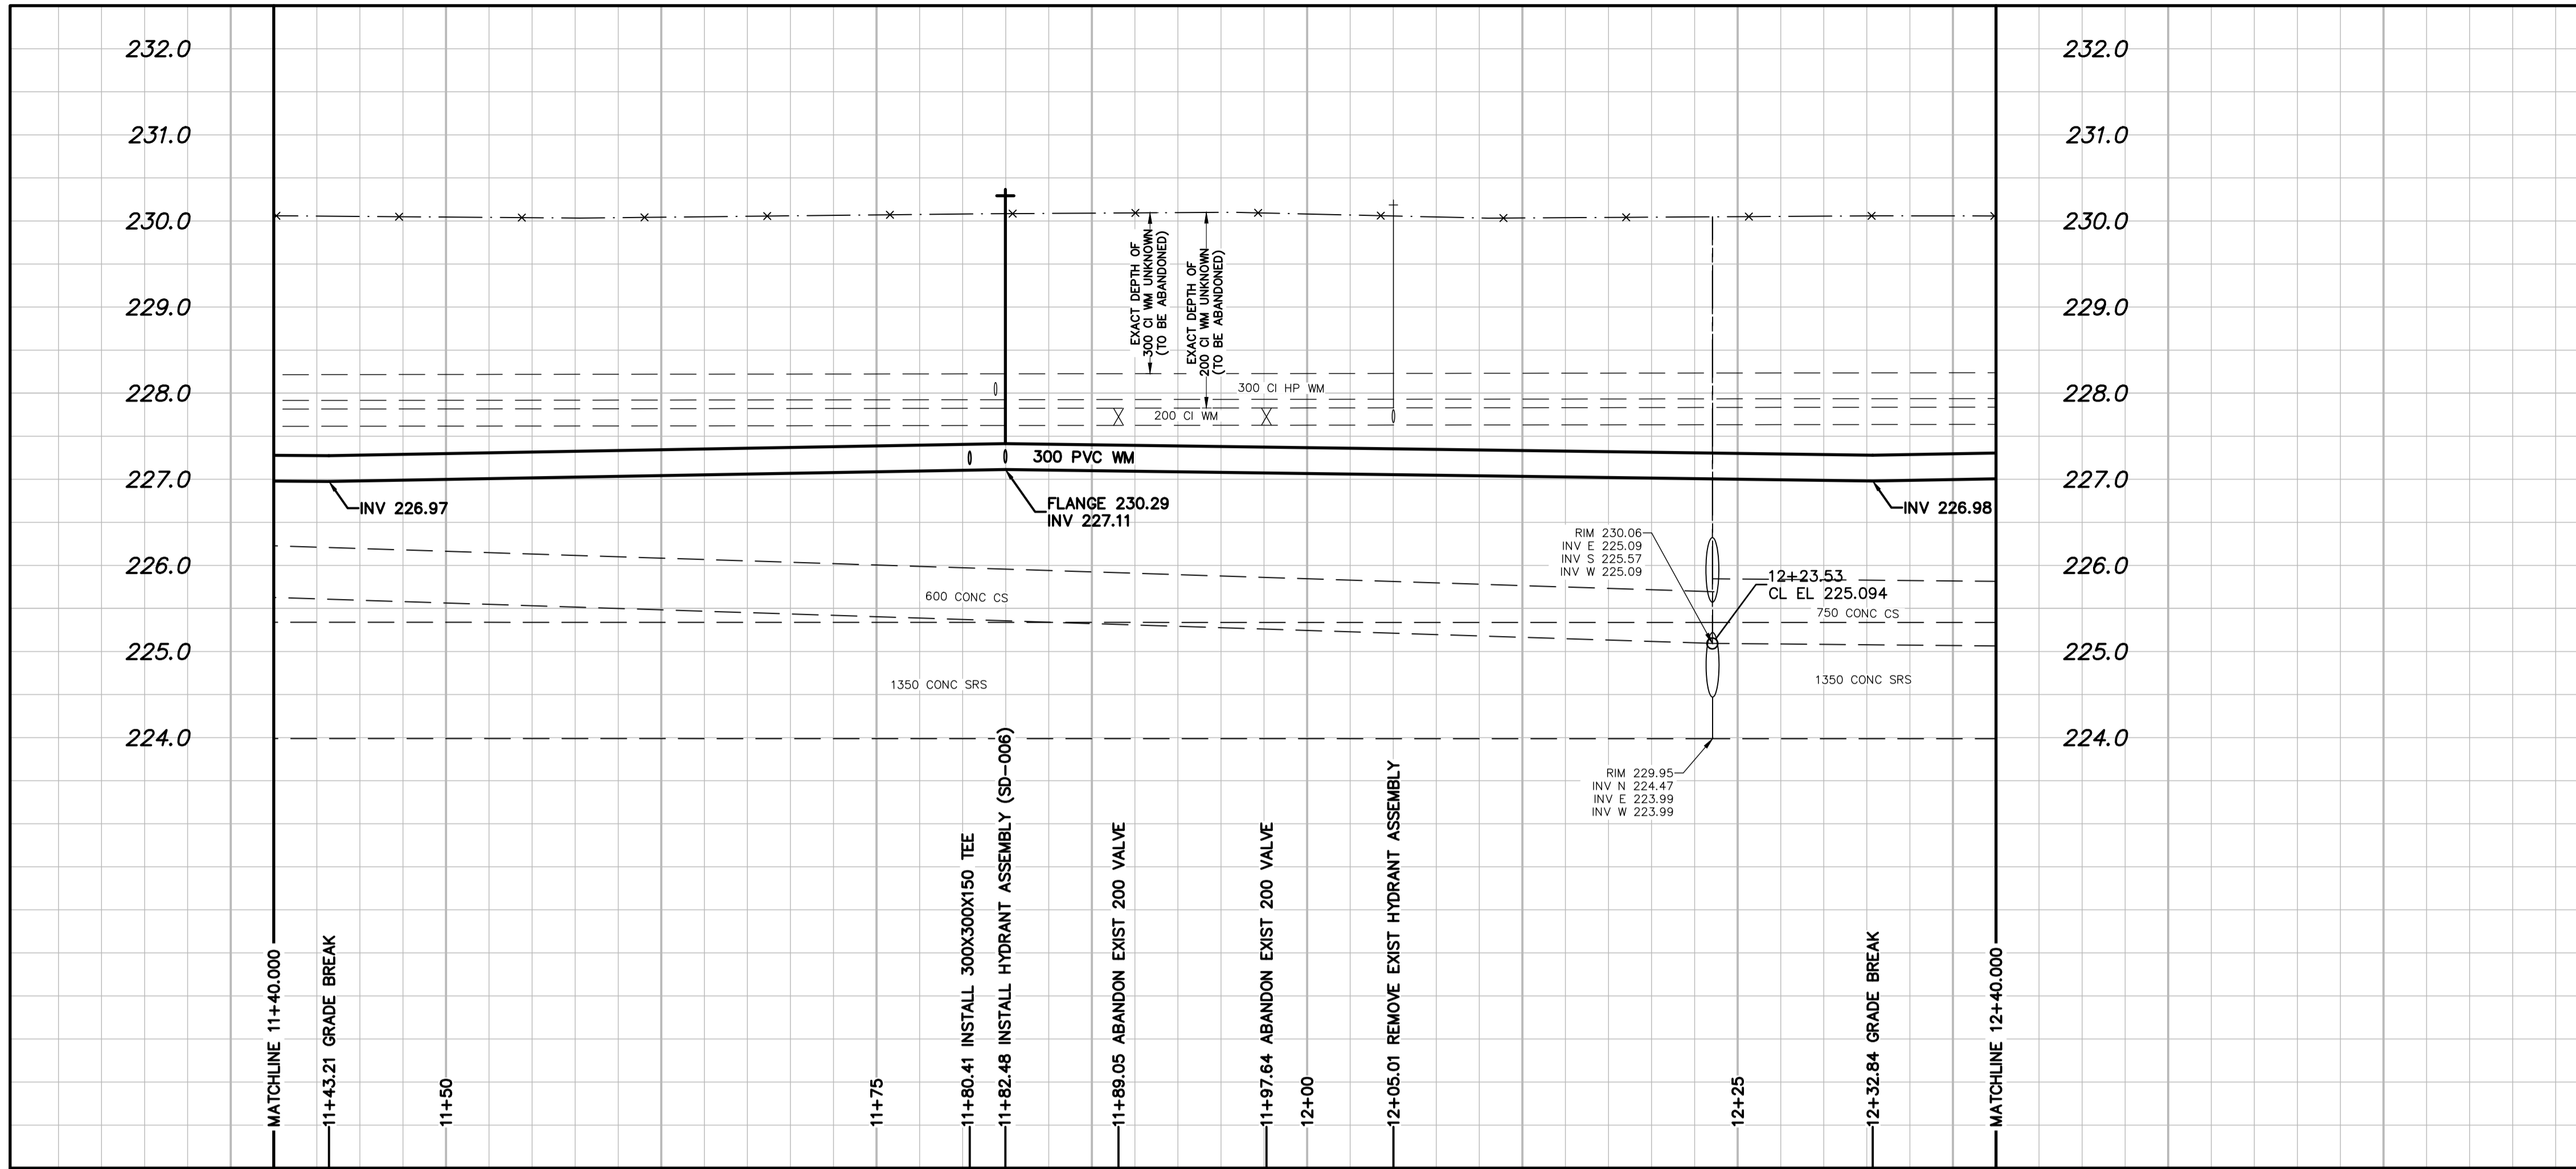 232.0
231.0
230.0
229.0
228.0
227.0
226.0
225.0
224.0
232.0
231.0
230.0
229.0
228.0
227.0
226.0
225.0
224.0
EXACT DEPTH OF
300 CI WM UNKNOWN
(TO BE ABANDONED)
EXACT DEPTH OF
200 CI WM UNKNOWN
(TO BE ABANDONED)
300 CI HP WM
200 CI WM
300 PVC WM
INV 226.97
FLANGE 230.29
INV 227.11
INV 226.98
RIM 230.06
INV E 225.09
INV S 225.57
INV W 225.09
12+23.53
CL EL 225.094
600 CONC CS
750 CONC CS
1350 CONC SRS
1350 CONC SRS
RIM 229.95
INV N 224.47
INV E 223.99
INV W 223.99
MATCHLINE 11+40.000
11+43.21 GRADE BREAK
11+50
11+75
11+80.41 INSTALL 300X300X150 TEE
11+82.48 INSTALL HYDRANT ASSEMBLY (SD-006)
11+89.05 ABANDON EXIST 200 VALVE
11+97.64 ABANDON EXIST 200 VALVE
12+00
12+05.01 REMOVE EXIST HYDRANT ASSEMBLY
12+25
12+32.84 GRADE BREAK
MATCHLINE 12+40.000